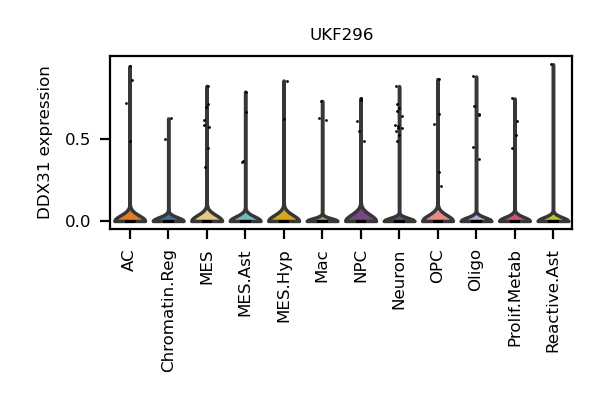 UKF296
DDX31 expression
0.5
0.0
AC
Chromatin.Reg
MES
MES.Ast
MES.Hyp
Mac
NPC
Neuron
OPC
Oligo
Prolif.Metab
Reactive.Ast